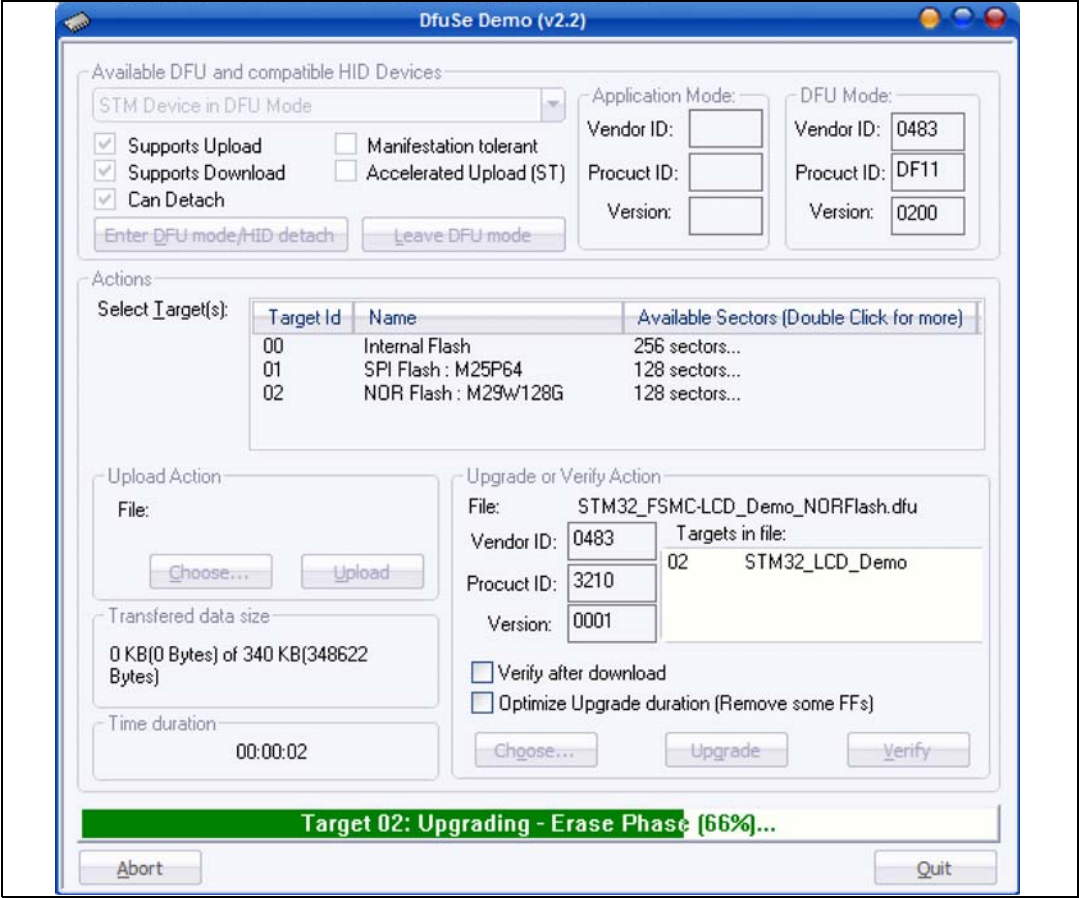 DfuSe Demo (v2.2)
Available DFU and compatible HID Devices
STM Device in DFU Mode
Supports Upload
Manifestation tolerant
Supports Download
Accelerated Upload (ST)
Can Detach
Enter DFU mode/HID detach
Leave DFU mode
Application Mode:
Vendor ID:
Procuct ID:
Version:
DFU Mode:
Vendor ID: 0483
Procuct ID: DF11
Version: 0200
Actions
Select Target(s):
Target Id Name Available Sectors (Double Click for more)
00 Internal Flash 256 sectors...
01 SPI Flash : M25P64 128 sectors...
02 NOR Flash : M29W128G 128 sectors...
Upload Action
File:
Choose...
Upload
Transfered data size
0 KB(0 Bytes) of 340 KB(348622
Bytes)
Time duration
00:00:02
Upgrade or Verify Action
File: STM32_FSMC-LCD_Demo_NORFlash.dfu
Vendor ID: 0483
Procuct ID: 3210
Version: 0001
Targets in file:
02 STM32_LCD_Demo
Verify after download
Optimize Upgrade duration (Remove some FFs)
Choose...
Upgrade
Verify
Target 02: Upgrading - Erase Phase (66%)...
Abort
Quit